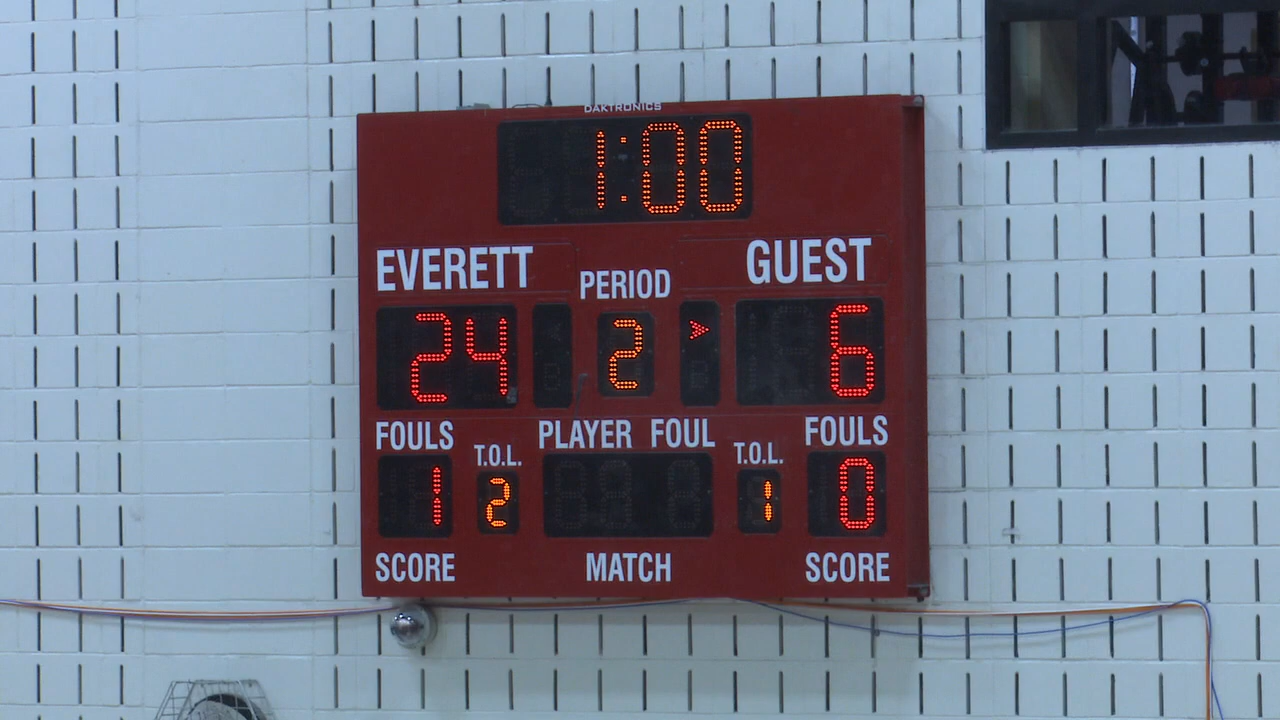 DAKTRONICS
1:00
EVERETT PERIOD GUEST
24 2 > 6
FOULS T.O.L. PLAYER FOUL T.O.L. FOULS
1 2 1 0
SCORE MATCH SCORE